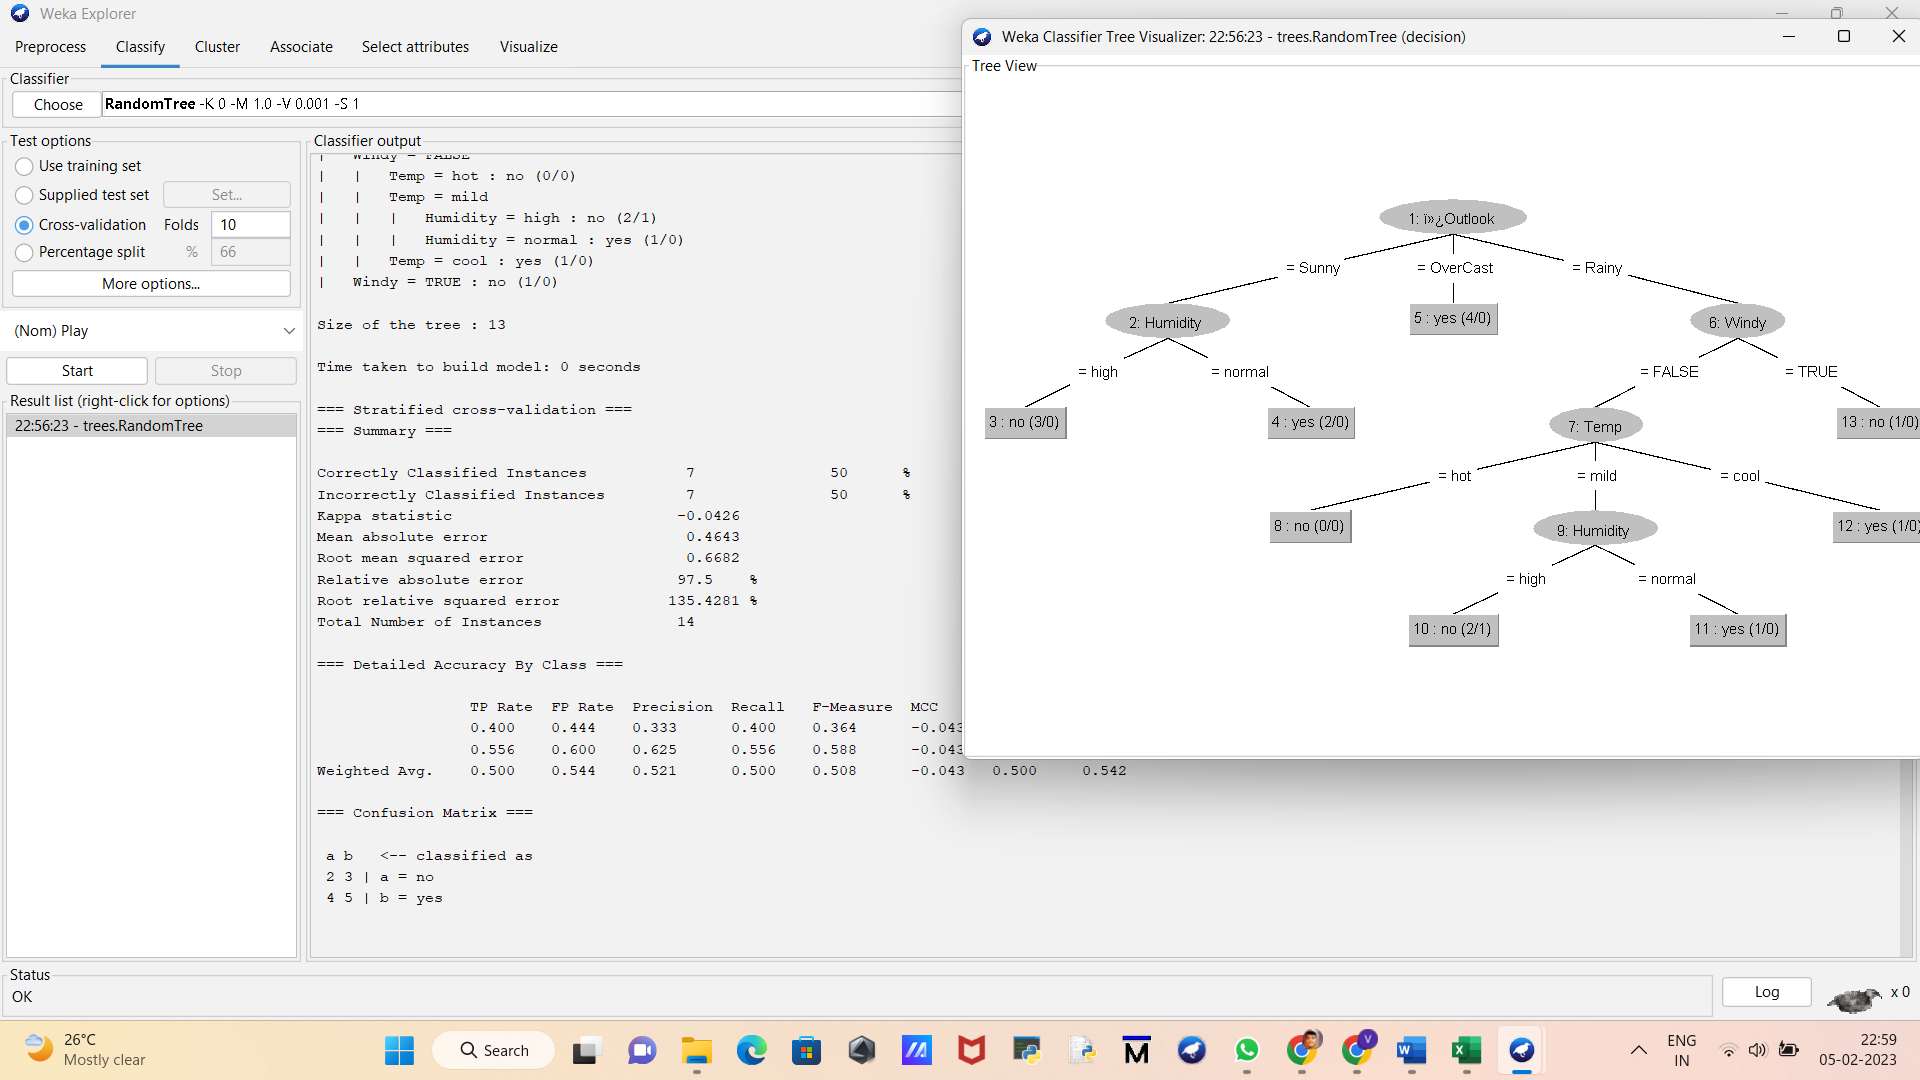 Weka Explorer
Preprocess
Classify
Cluster
Associate
Select attributes
Visualize
Classifier
Choose
RandomTree -K 0 -M 1.0 -V 0.001 -S 1
Test options
Use training set
Supplied test set
Set...
Cross-validation Folds 10
Percentage split % 66
More options...
(Nom) Play
Start
Stop
Result list (right-click for options)
22:56:23 - trees.RandomTree
Classifier output
| Windy = FALSE
| | Temp = hot : no (0/0)
| | Temp = mild
| | | Humidity = high : no (2/1)
| | | Humidity = normal : yes (1/0)
| | Temp = cool : yes (1/0)
| Windy = TRUE : no (1/0)
Size of the tree : 13
Time taken to build model: 0 seconds
=== Stratified cross-validation ===
=== Summary ===
Correctly Classified Instances 7 50 %
Incorrectly Classified Instances 7 50 %
Kappa statistic -0.0426
Mean absolute error 0.4643
Root mean squared error 0.6682
Relative absolute error 97.5 %
Root relative squared error 135.4281 %
Total Number of Instances 14
=== Detailed Accuracy By Class ===
TP Rate FP Rate Precision Recall F-Measure MCC
0.400 0.444 0.333 0.400 0.364 -0.043
0.556 0.600 0.625 0.556 0.588 -0.043
Weighted Avg. 0.500 0.544 0.521 0.500 0.508 -0.043 0.500 0.542
=== Confusion Matrix ===
a b <-- classified as
2 3 | a = no
4 5 | b = yes
Weka Classifier Tree Visualizer: 22:56:23 - trees.RandomTree (decision)
Tree View
1: ï»¿Outlook
= Sunny
= OverCast
= Rainy
2: Humidity
5 : yes (4/0)
6: Windy
= high
= normal
= FALSE
= TRUE
3 : no (3/0)
4 : yes (2/0)
7: Temp
13 : no (1/0)
= hot
= mild
= cool
8 : no (0/0)
9: Humidity
12 : yes (1/0)
= high
= normal
10 : no (2/1)
11 : yes (1/0)
Status
OK
Log
x 0
26°C
Mostly clear
Search
V
ENG
IN
22:59
05-02-2023